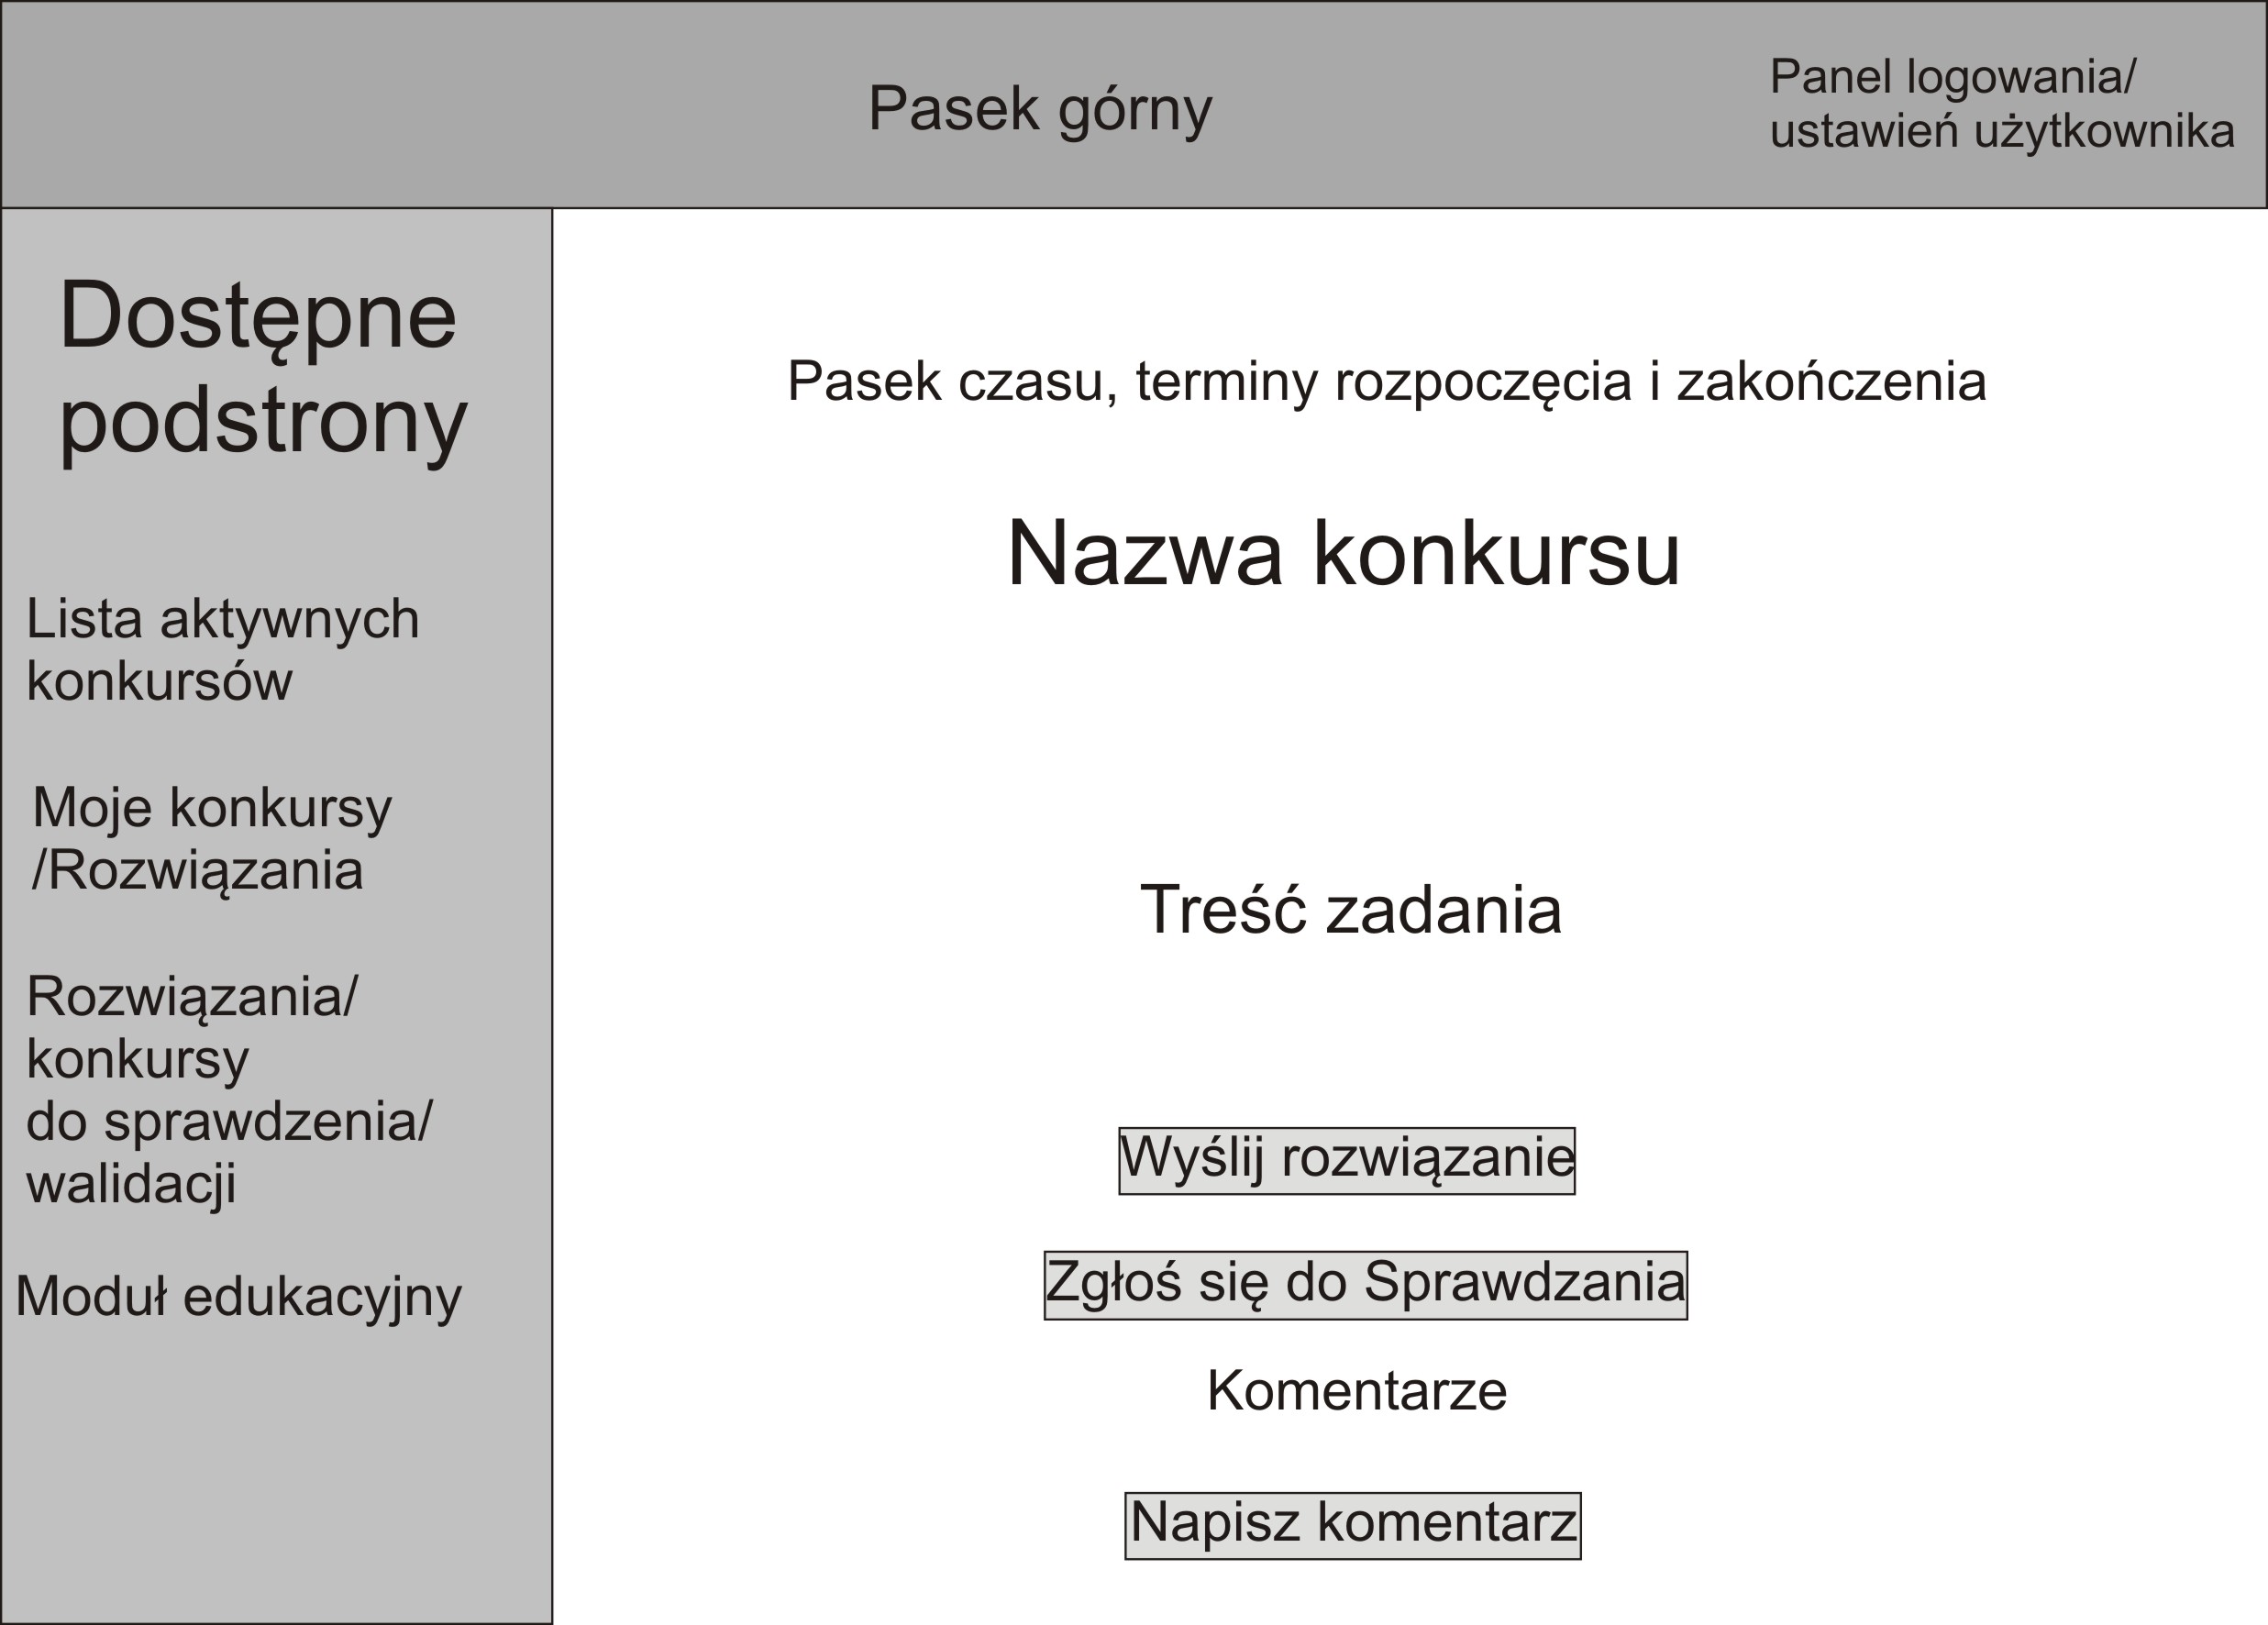 Pasek górny
Panel logowania/
ustawień użytkownika
Dostępne
podstrony
Lista aktywnych
konkursów
Moje konkursy
/Rozwiązania
Rozwiązania/
konkursy
do sprawdzenia/
walidacji
Moduł edukacyjny
Pasek czasu, terminy rozpoczęcia i zakończenia
Nazwa konkursu
Treść zadania
Wyślij rozwiązanie
Zgłoś się do Sprawdzania
Komentarze
Napisz komentarz